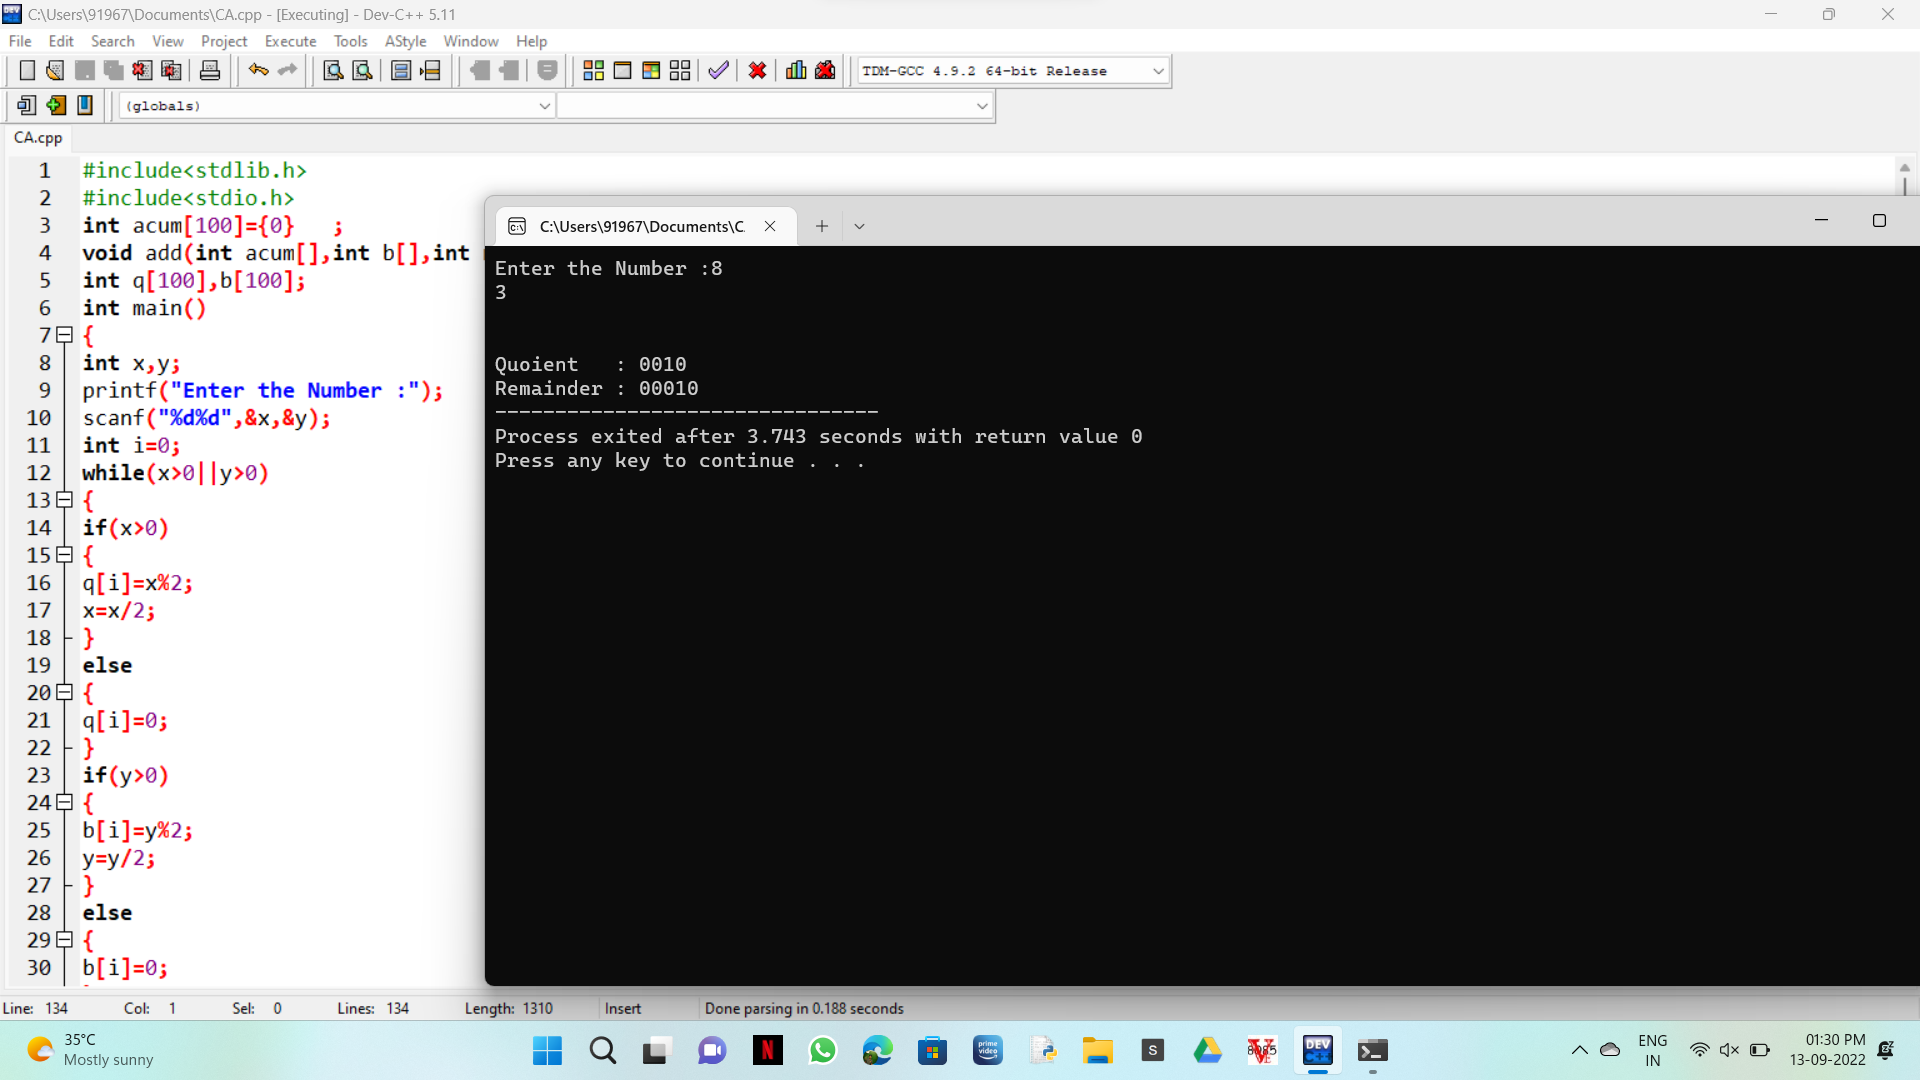 C:\Users\91967\Documents\CA.cpp - [Executing] - Dev-C++ 5.11
File Edit Search View Project Execute Tools AStyle Window Help
TDM-GCC 4.9.2 64-bit Release
(globals)
CA.cpp
1 #include<stdlib.h>
2 #include<stdio.h>
3 int acum[100]={0}   ;
4 void add(int acum[],int b[],int
5 int q[100],b[100];
6 int main()
7 {
8 int x,y;
9 printf("Enter the Number :");
10 scanf("%d%d",&x,&y);
11 int i=0;
12 while(x>0||y>0)
13 {
14 if(x>0)
15 {
16 q[i]=x%2;
17 x=x/2;
18 }
19 else
20 {
21 q[i]=0;
22 }
23 if(y>0)
24 {
25 b[i]=y%2;
26 y=y/2;
27 }
28 else
29 {
30 b[i]=0;
C:\Users\91967\Documents\C
Enter the Number :8
3
Quoient   : 0010
Remainder : 00010
--------------------------------
Process exited after 3.743 seconds with return value 0
Press any key to continue . . .
Line: 134 Col: 1 Sel: 0 Lines: 134 Length: 1310 Insert Done parsing in 0.188 seconds
35°C
Mostly sunny
prime video
S
8085
DEV C++
ENG
IN
01:30 PM
13-09-2022